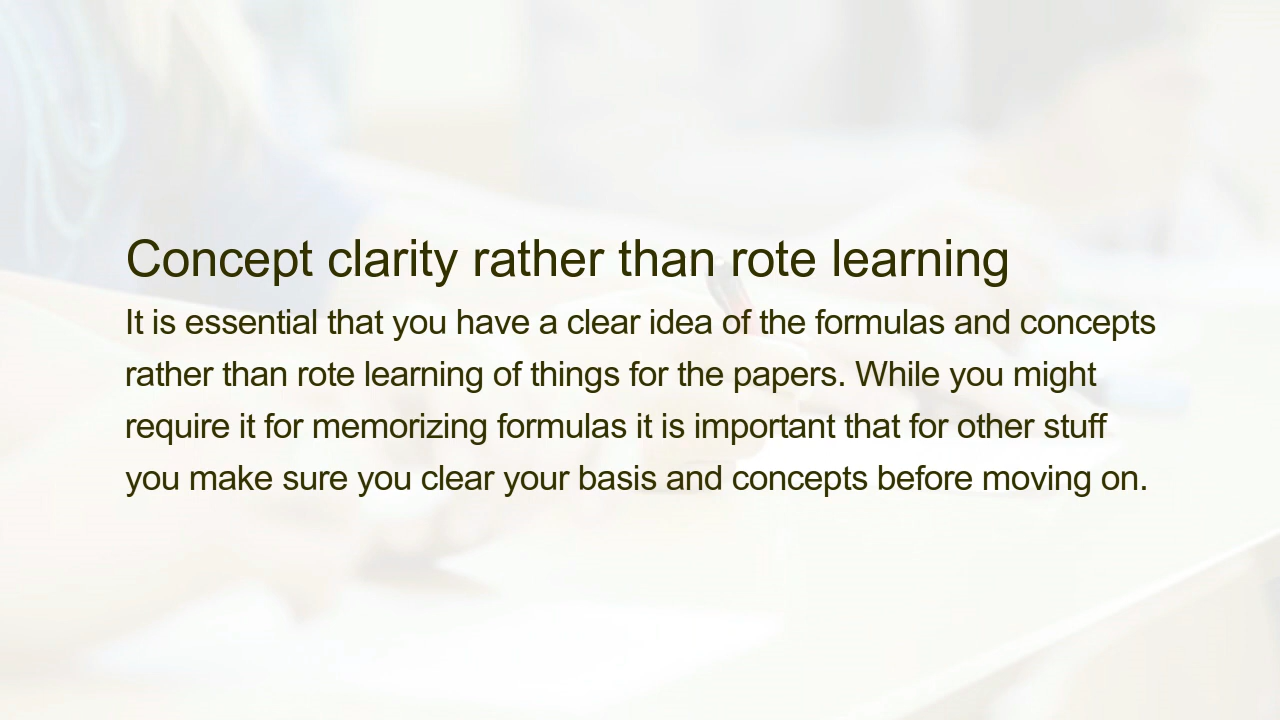 Concept clarity rather than rote learning
It is essential that you have a clear idea of the formulas and concepts
rather than rote learning of things for the papers. While you might
require it for memorizing formulas it is important that for other stuff
you make sure you clear your basis and concepts before moving on.